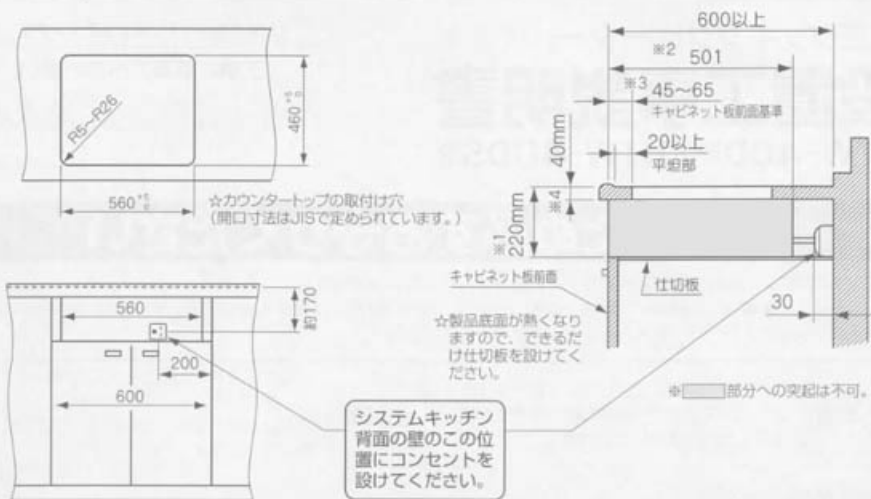 R5~R26
460 +5 0
560 +5
☆カウンタートップの取付け穴
(開口寸法はJISで定められています。)
600以上
※2
501
※3
45~65
キャビネット板前面基準
20以上
平坦部
40mm
※4
※1
220mm
キャビネット板前面
仕切板
30
☆製品底面が熱くなり
ますので、できるだ
け仕切板を設けてく
ださい。
※ 部分への突起は不可。
560
約170
200
600
システムキッチン
背面の壁のこの位
置にコンセントを
設けてください。